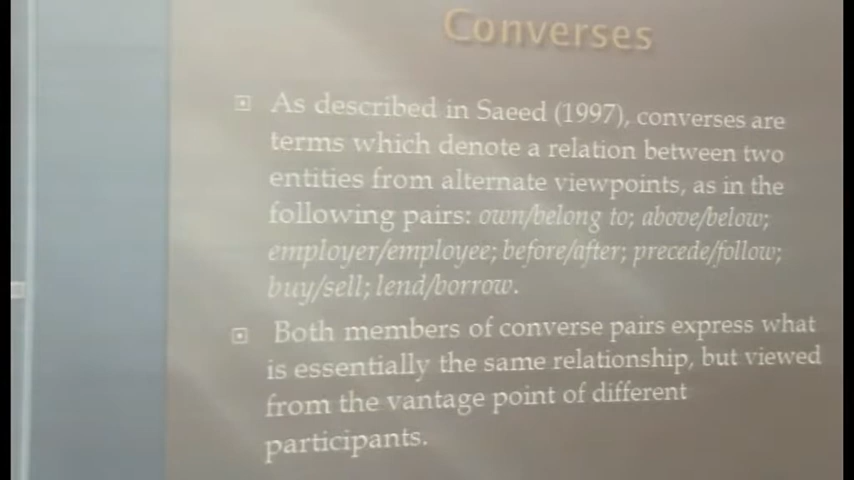 Converses
As described in Saeed (1997), converses are
terms which denote a relation between two
entities from alternate viewpoints, as in the
following pairs: own/belong to; above/below;
employer/employee; before/after; precede/follow;
buy/sell; lend/borrow.
Both members of converse pairs express what
is essentially the same relationship, but viewed
from the vantage point of different
participants.